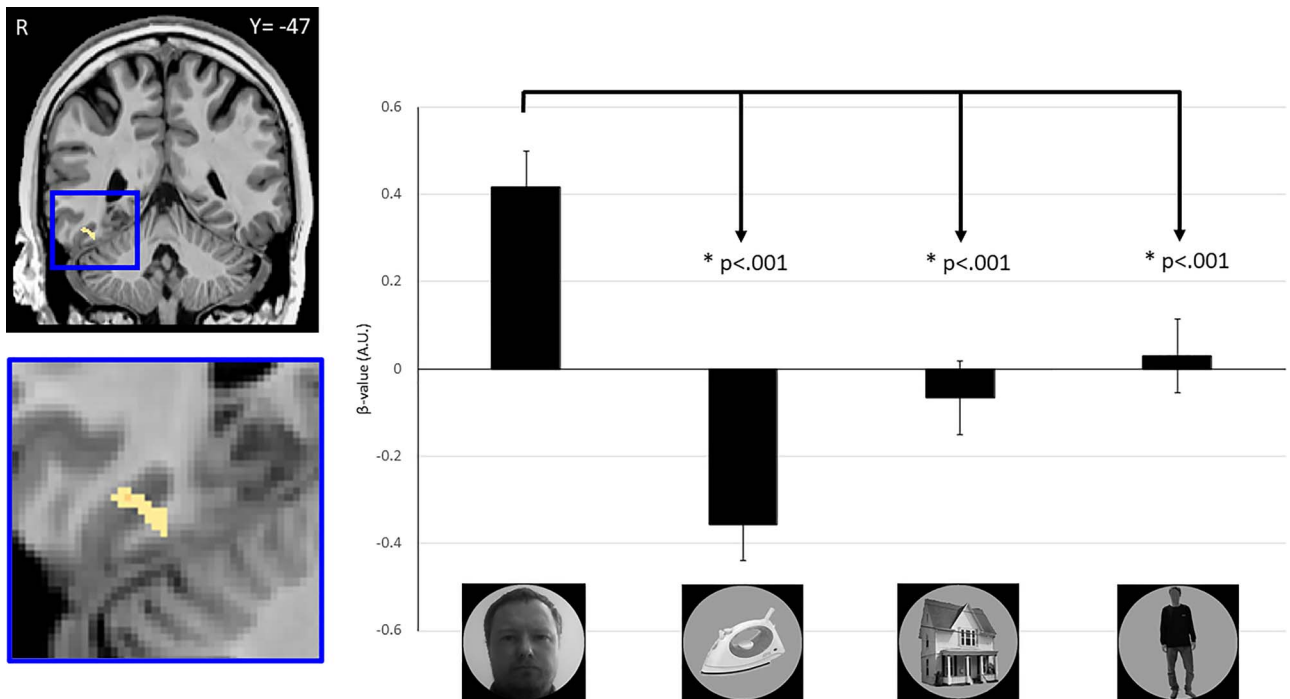 R
Y= -47
0.6
0.4
0.2
0
-0.2
-0.4
-0.6
β-value (A.U.)
* p<.001
* p<.001
* p<.001